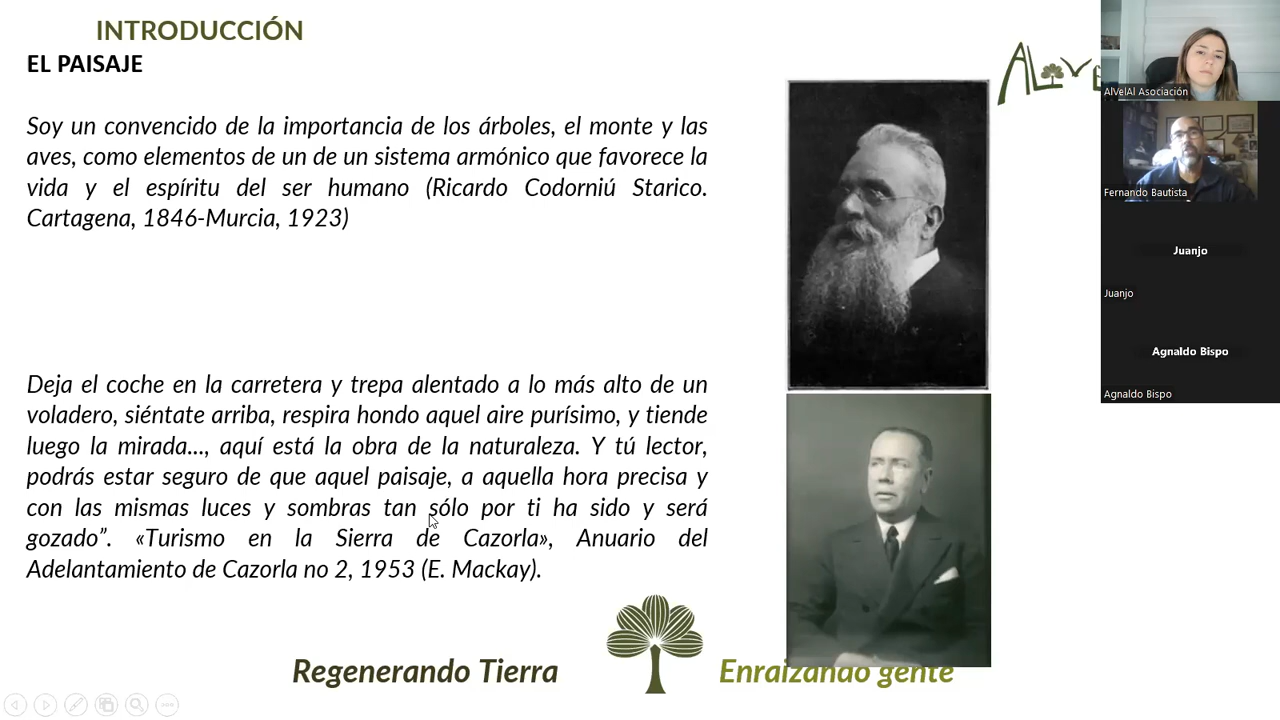 INTRODUCCIÓN
EL PAISAJE
Soy un convencido de la importancia de los árboles, el monte y las
aves, como elementos de un de un sistema armónico que favorece la
vida y el espíritu del ser humano (Ricardo Codorniú Starico.
Cartagena, 1846-Murcia, 1923)
Deja el coche en la carretera y trepa alentado a lo más alto de un
voladero, siéntate arriba, respira hondo aquel aire purísimo, y tiende
luego la mirada..., aquí está la obra de la naturaleza. Y tú lector,
podrás estar seguro de que aquel paisaje, a aquella hora precisa y
con las mismas luces y sombras tan sólo por ti ha sido y será
gozado”. «Turismo en la Sierra de Cazorla», Anuario del
Adelantamiento de Cazorla no 2, 1953 (E. Mackay).
Regenerando Tierra
Enraizando gente
AlVelAl Asociación
Fernando Bautista
Juanjo
Juanjo
Agnaldo Bispo
Agnaldo Bispo